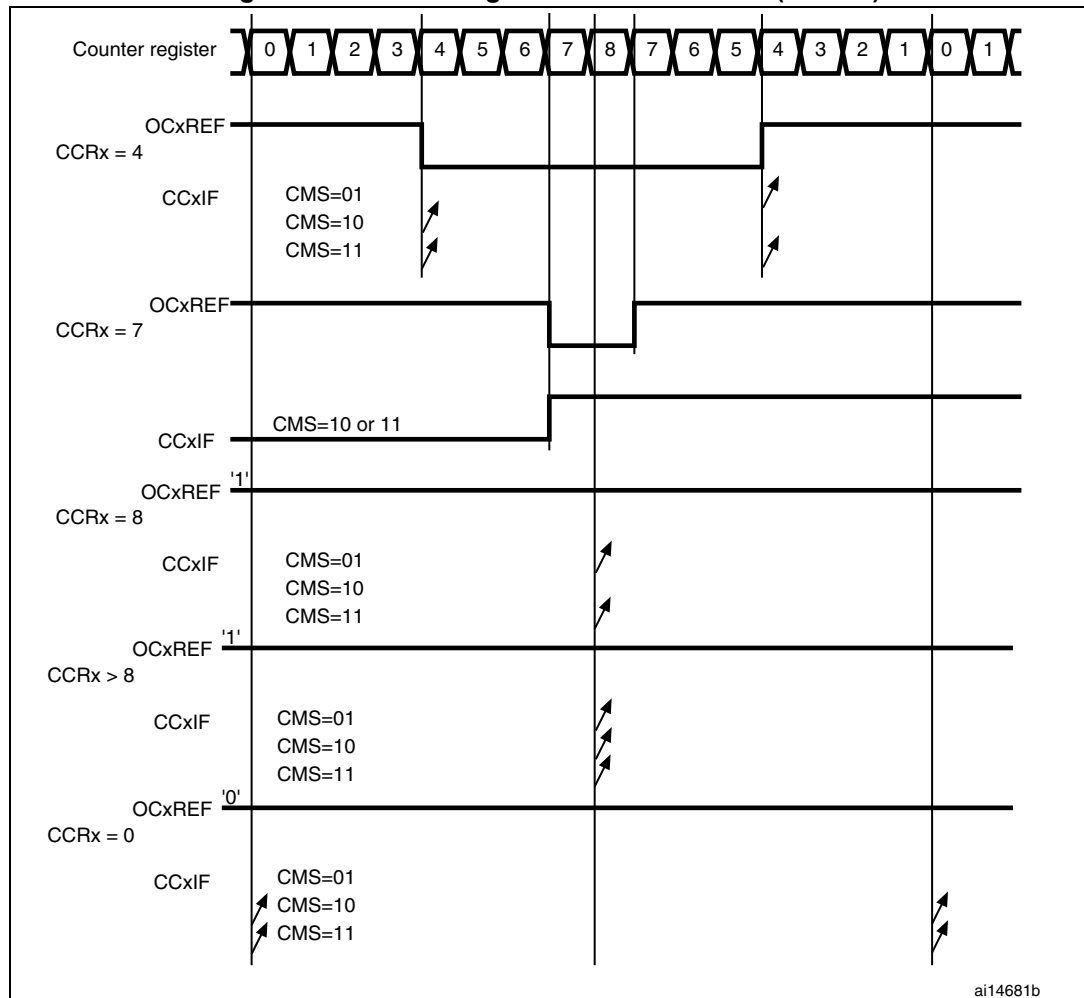 Counter register 0 1 2 3 4 5 6 7 8 7 6 5 4 3 2 1 0 1
OCxREF
CCRx = 4
CCxIF CMS=01
CMS=10
CMS=11
OCxREF
CCRx = 7
CMS=10 or 11
CCxIF
'1'
OCxREF
CCRx = 8
CCxIF CMS=01
CMS=10
CMS=11
'1'
OCxREF
CCRx > 8
CCxIF CMS=01
CMS=10
CMS=11
'0'
OCxREF
CCRx = 0
CCxIF CMS=01
CMS=10
CMS=11
ai14681b